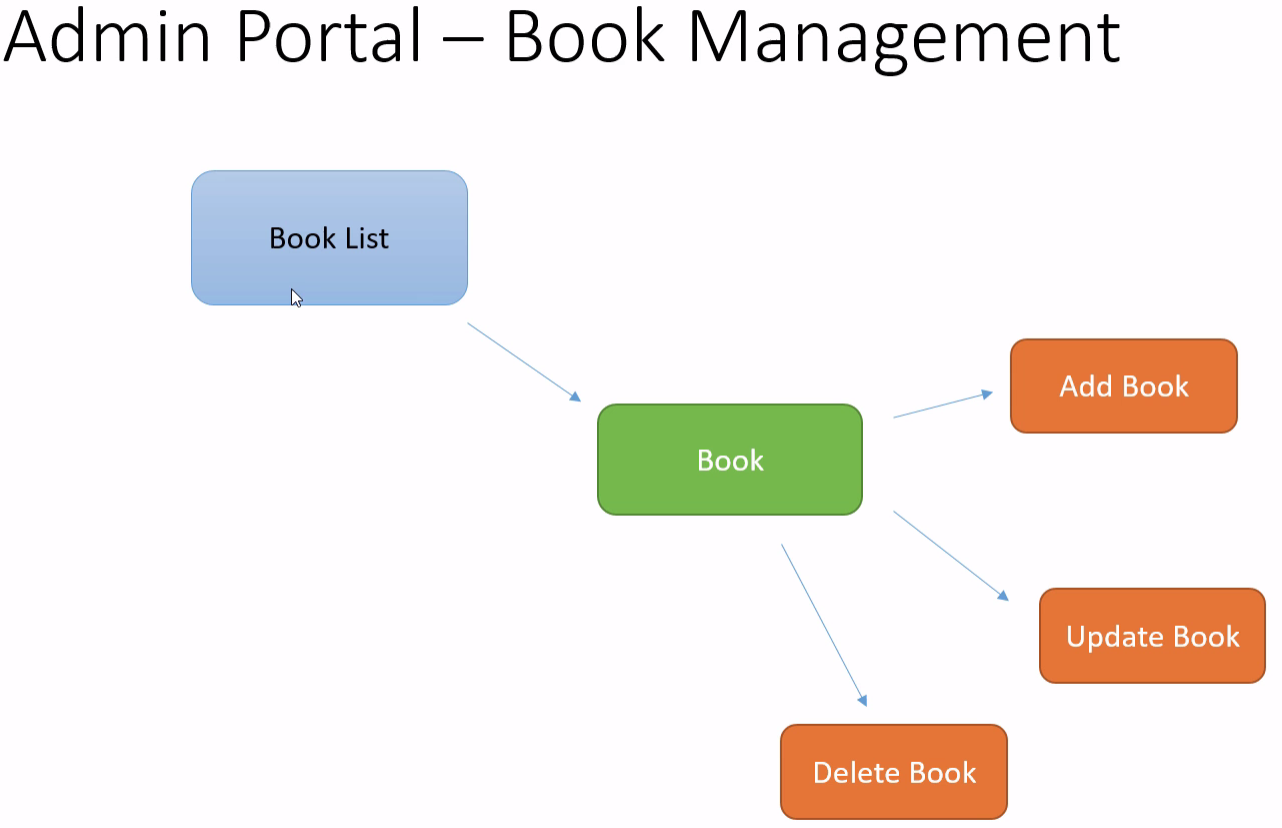 Admin Portal – Book Management
Book List
Add Book
Book
Update Book
Delete Book